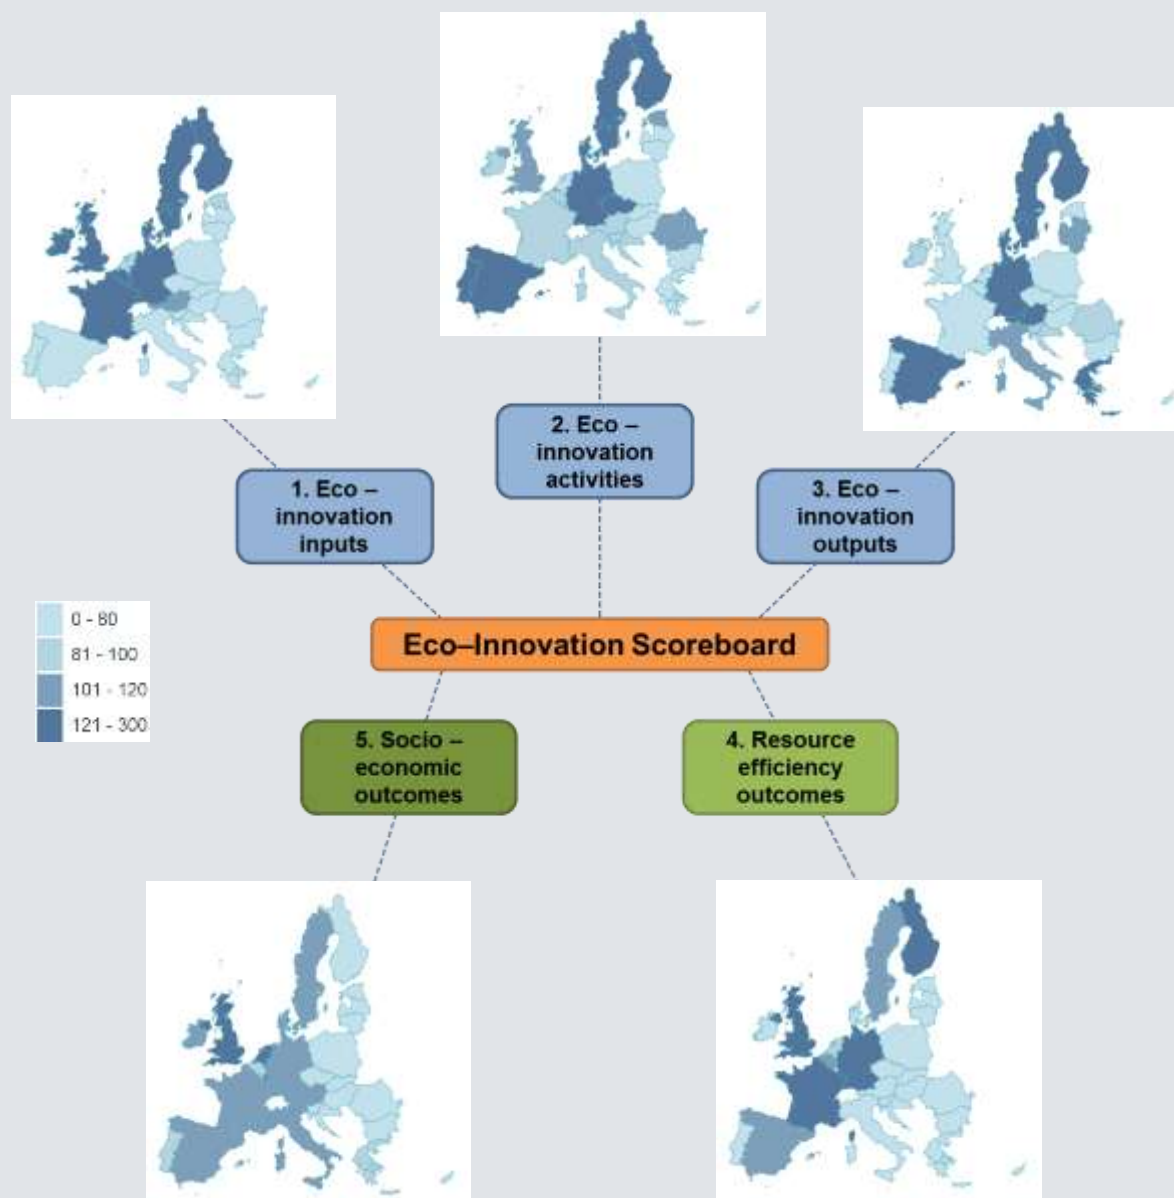 2. Eco –
innovation
activities
1. Eco –
innovation
inputs
3. Eco –
innovation
outputs
0 - 80
81 - 100
101 - 120
121 - 300
Eco–Innovation Scoreboard
5. Socio –
economic
outcomes
4. Resource
efficiency
outcomes